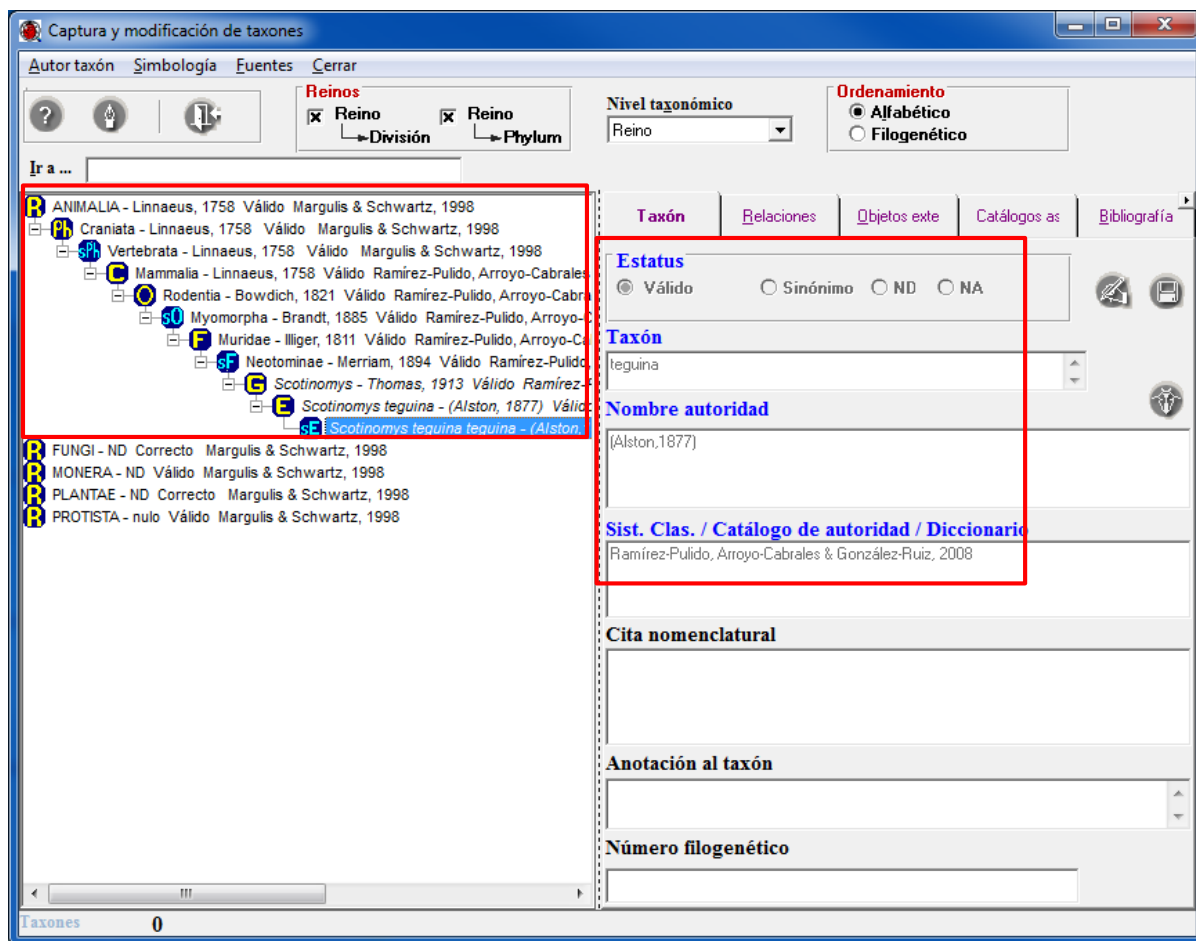 Captura y modificación de taxones
Autor taxón Simbología Fuentes Cerrar
Reinos
Reino Reino
División Phylum
Nivel taxonómico
Reino
Ordenamiento
Alfabético
Filogenético
Ir a ...
R ANIMALIA - Linnaeus, 1758 Válido Margulis & Schwartz, 1998
Ph Craniata - Linnaeus, 1758 Válido Margulis & Schwartz, 1998
sPh Vertebrata - Linnaeus, 1758 Válido Margulis & Schwartz, 1998
C Mammalia - Linnaeus, 1758 Válido Ramírez-Pulido, Arroyo-Cabrales
O Rodentia - Bowdich, 1821 Válido Ramírez-Pulido, Arroyo-Cabra
sO Myomorpha - Brandt, 1885 Válido Ramírez-Pulido, Arroyo-C
F Muridae - Illiger, 1811 Válido Ramírez-Pulido, Arroyo-Ca
sF Neotominae - Merriam, 1894 Válido Ramírez-Pulido,
G Scotinomys - Thomas, 1913 Válido Ramírez-
E Scotinomys teguina - (Alston, 1877) Válid
sE Scotinomys teguina teguina - (Alston,
R FUNGI - ND Correcto Margulis & Schwartz, 1998
R MONERA - ND Válido Margulis & Schwartz, 1998
R PLANTAE - ND Correcto Margulis & Schwartz, 1998
R PROTISTA - nulo Válido Margulis & Schwartz, 1998
Taxón Relaciones Objetos exte Catálogos as Bibliografía
Estatus
Válido Sinónimo ND NA
Taxón
teguina
Nombre autoridad
(Alston,1877)
Sist. Clas. / Catálogo de autoridad / Diccionario
Ramírez-Pulido, Arroyo-Cabrales & González-Ruiz, 2008
Cita nomenclatural
Anotación al taxón
Número filogenético
Taxones 0